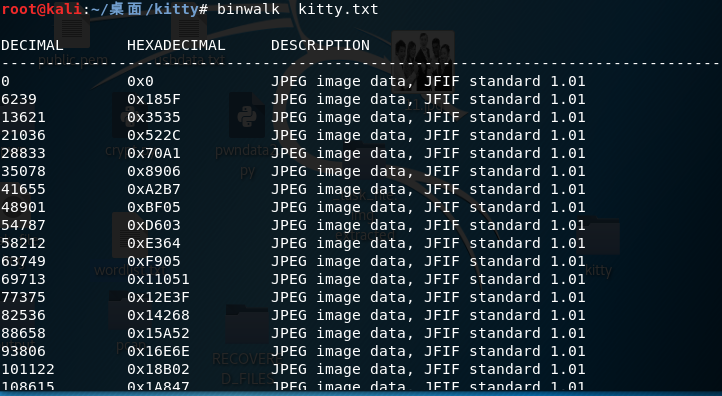 root@kali:~/桌面/kitty# binwalk  kitty.txt
DECIMAL       HEXADECIMAL     DESCRIPTION
--------------------------------------------------------------------------------
0             0x0             JPEG image data, JFIF standard 1.01
6239          0x185F          JPEG image data, JFIF standard 1.01
13621         0x3535          JPEG image data, JFIF standard 1.01
21036         0x522C          JPEG image data, JFIF standard 1.01
28833         0x70A1          JPEG image data, JFIF standard 1.01
35078         0x8906          JPEG image data, JFIF standard 1.01
41655         0xA2B7          JPEG image data, JFIF standard 1.01
48901         0xBF05          JPEG image data, JFIF standard 1.01
54787         0xD603          JPEG image data, JFIF standard 1.01
58212         0xE364          JPEG image data, JFIF standard 1.01
63749         0xF905          JPEG image data, JFIF standard 1.01
69713         0x11051         JPEG image data, JFIF standard 1.01
77375         0x12E3F         JPEG image data, JFIF standard 1.01
82536         0x14268         JPEG image data, JFIF standard 1.01
88658         0x15A52         JPEG image data, JFIF standard 1.01
93806         0x16E6E         JPEG image data, JFIF standard 1.01
101122        0x18B02         JPEG image data, JFIF standard 1.01
108615        0x1A847         JPEG image data, JFIF standard 1.01
public.pem
pwndata
py
wordlist.txt
kitty
RECOVERE
D_FILES